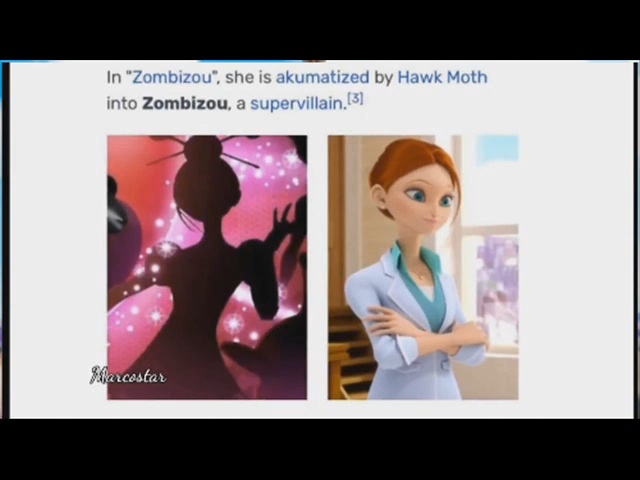 In "Zombizou", she is akumatized by Hawk Moth
into Zombizou, a supervillain.[3]
Marcostar